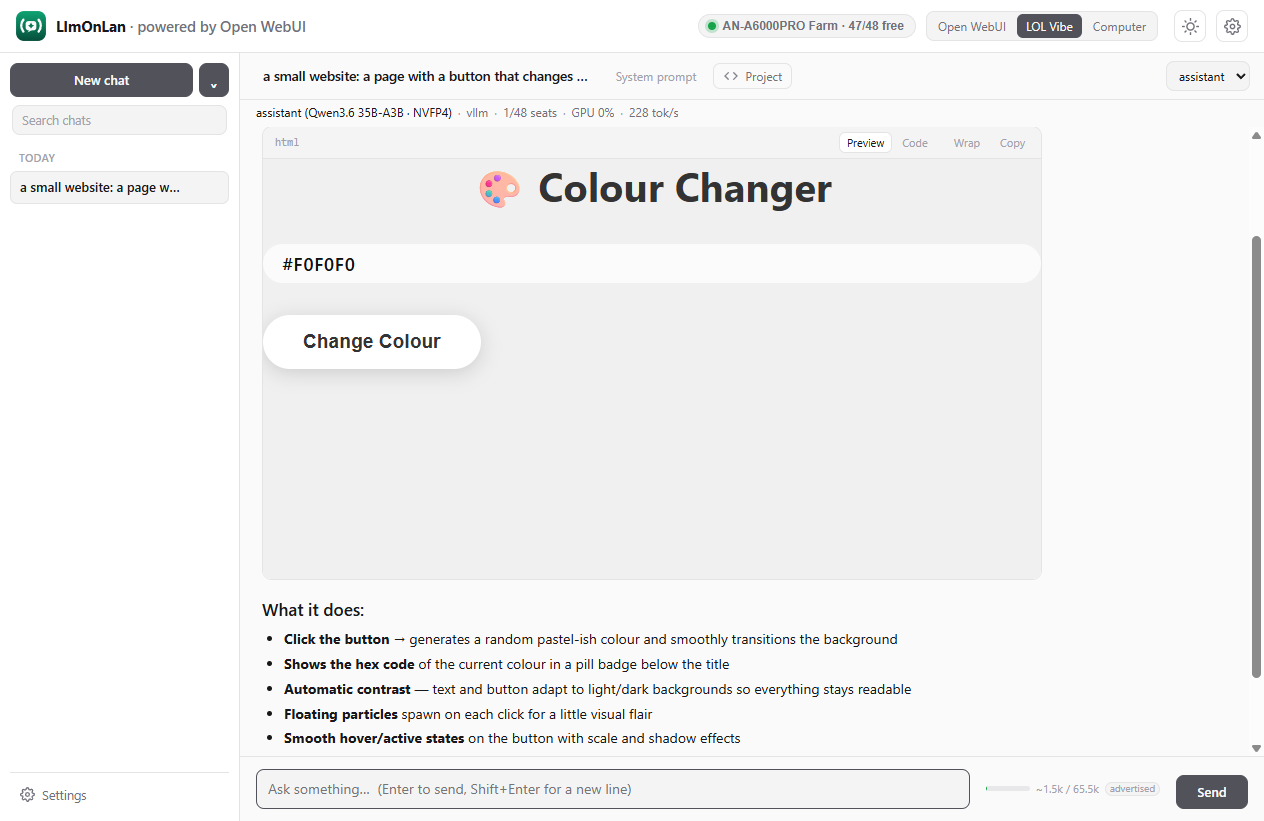 LlmOnLan · powered by Open WebUI
AN-A6000PRO Farm · 47/48 free
Open WebUI
LOL Vibe
Computer
New chat
Search chats
TODAY
a small website: a page w...
Settings
a small website: a page with a button that changes ...
System prompt
<> Project
assistant
assistant (Qwen3.6 35B-A3B · NVFP4) · vllm · 1/48 seats · GPU 0% · 228 tok/s
html
Preview
Code
Wrap
Copy
🎨 Colour Changer
#F0F0F0
Change Colour
What it does:
• Click the button → generates a random pastel-ish colour and smoothly transitions the background
• Shows the hex code of the current colour in a pill badge below the title
• Automatic contrast — text and button adapt to light/dark backgrounds so everything stays readable
• Floating particles spawn on each click for a little visual flair
• Smooth hover/active states on the button with scale and shadow effects
Ask something... (Enter to send, Shift+Enter for a new line)
~1.5k / 65.5k
advertised
Send